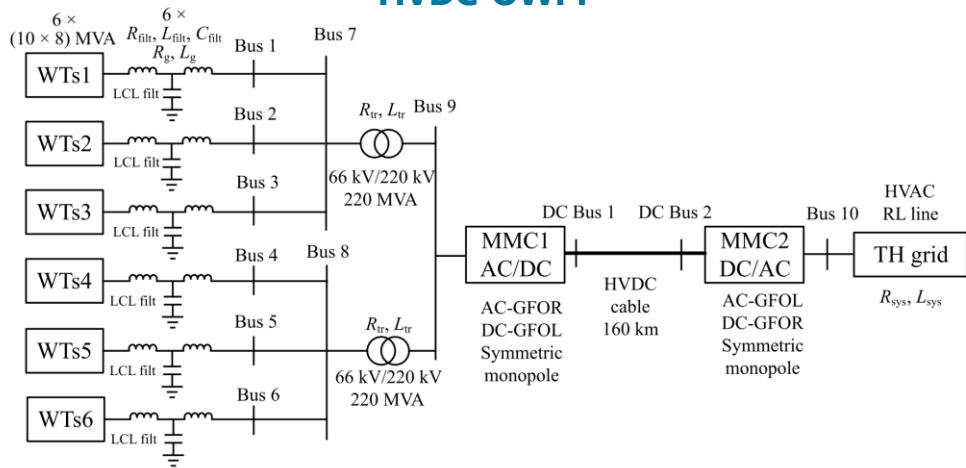 HVDC-OWFI
6 ×
(10 × 8) MVA
6 ×
R_filt, L_filt, C_filt
R_g, L_g
Bus 1
Bus 7
WTs1
LCL filt
Bus 2
WTs2
LCL filt
R_tr, L_tr
Bus 9
66 kV/220 kV
220 MVA
Bus 3
WTs3
LCL filt
Bus 4
Bus 8
WTs4
LCL filt
Bus 5
WTs5
LCL filt
R_tr, L_tr
66 kV/220 kV
220 MVA
Bus 6
WTs6
LCL filt
MMC1
AC/DC
AC-GFOR
DC-GFOL
Symmetric
monopole
DC Bus 1
DC Bus 2
HVDC
cable
160 km
MMC2
DC/AC
AC-GFOL
DC-GFOR
Symmetric
monopole
Bus 10
HVAC
RL line
TH grid
R_sys, L_sys